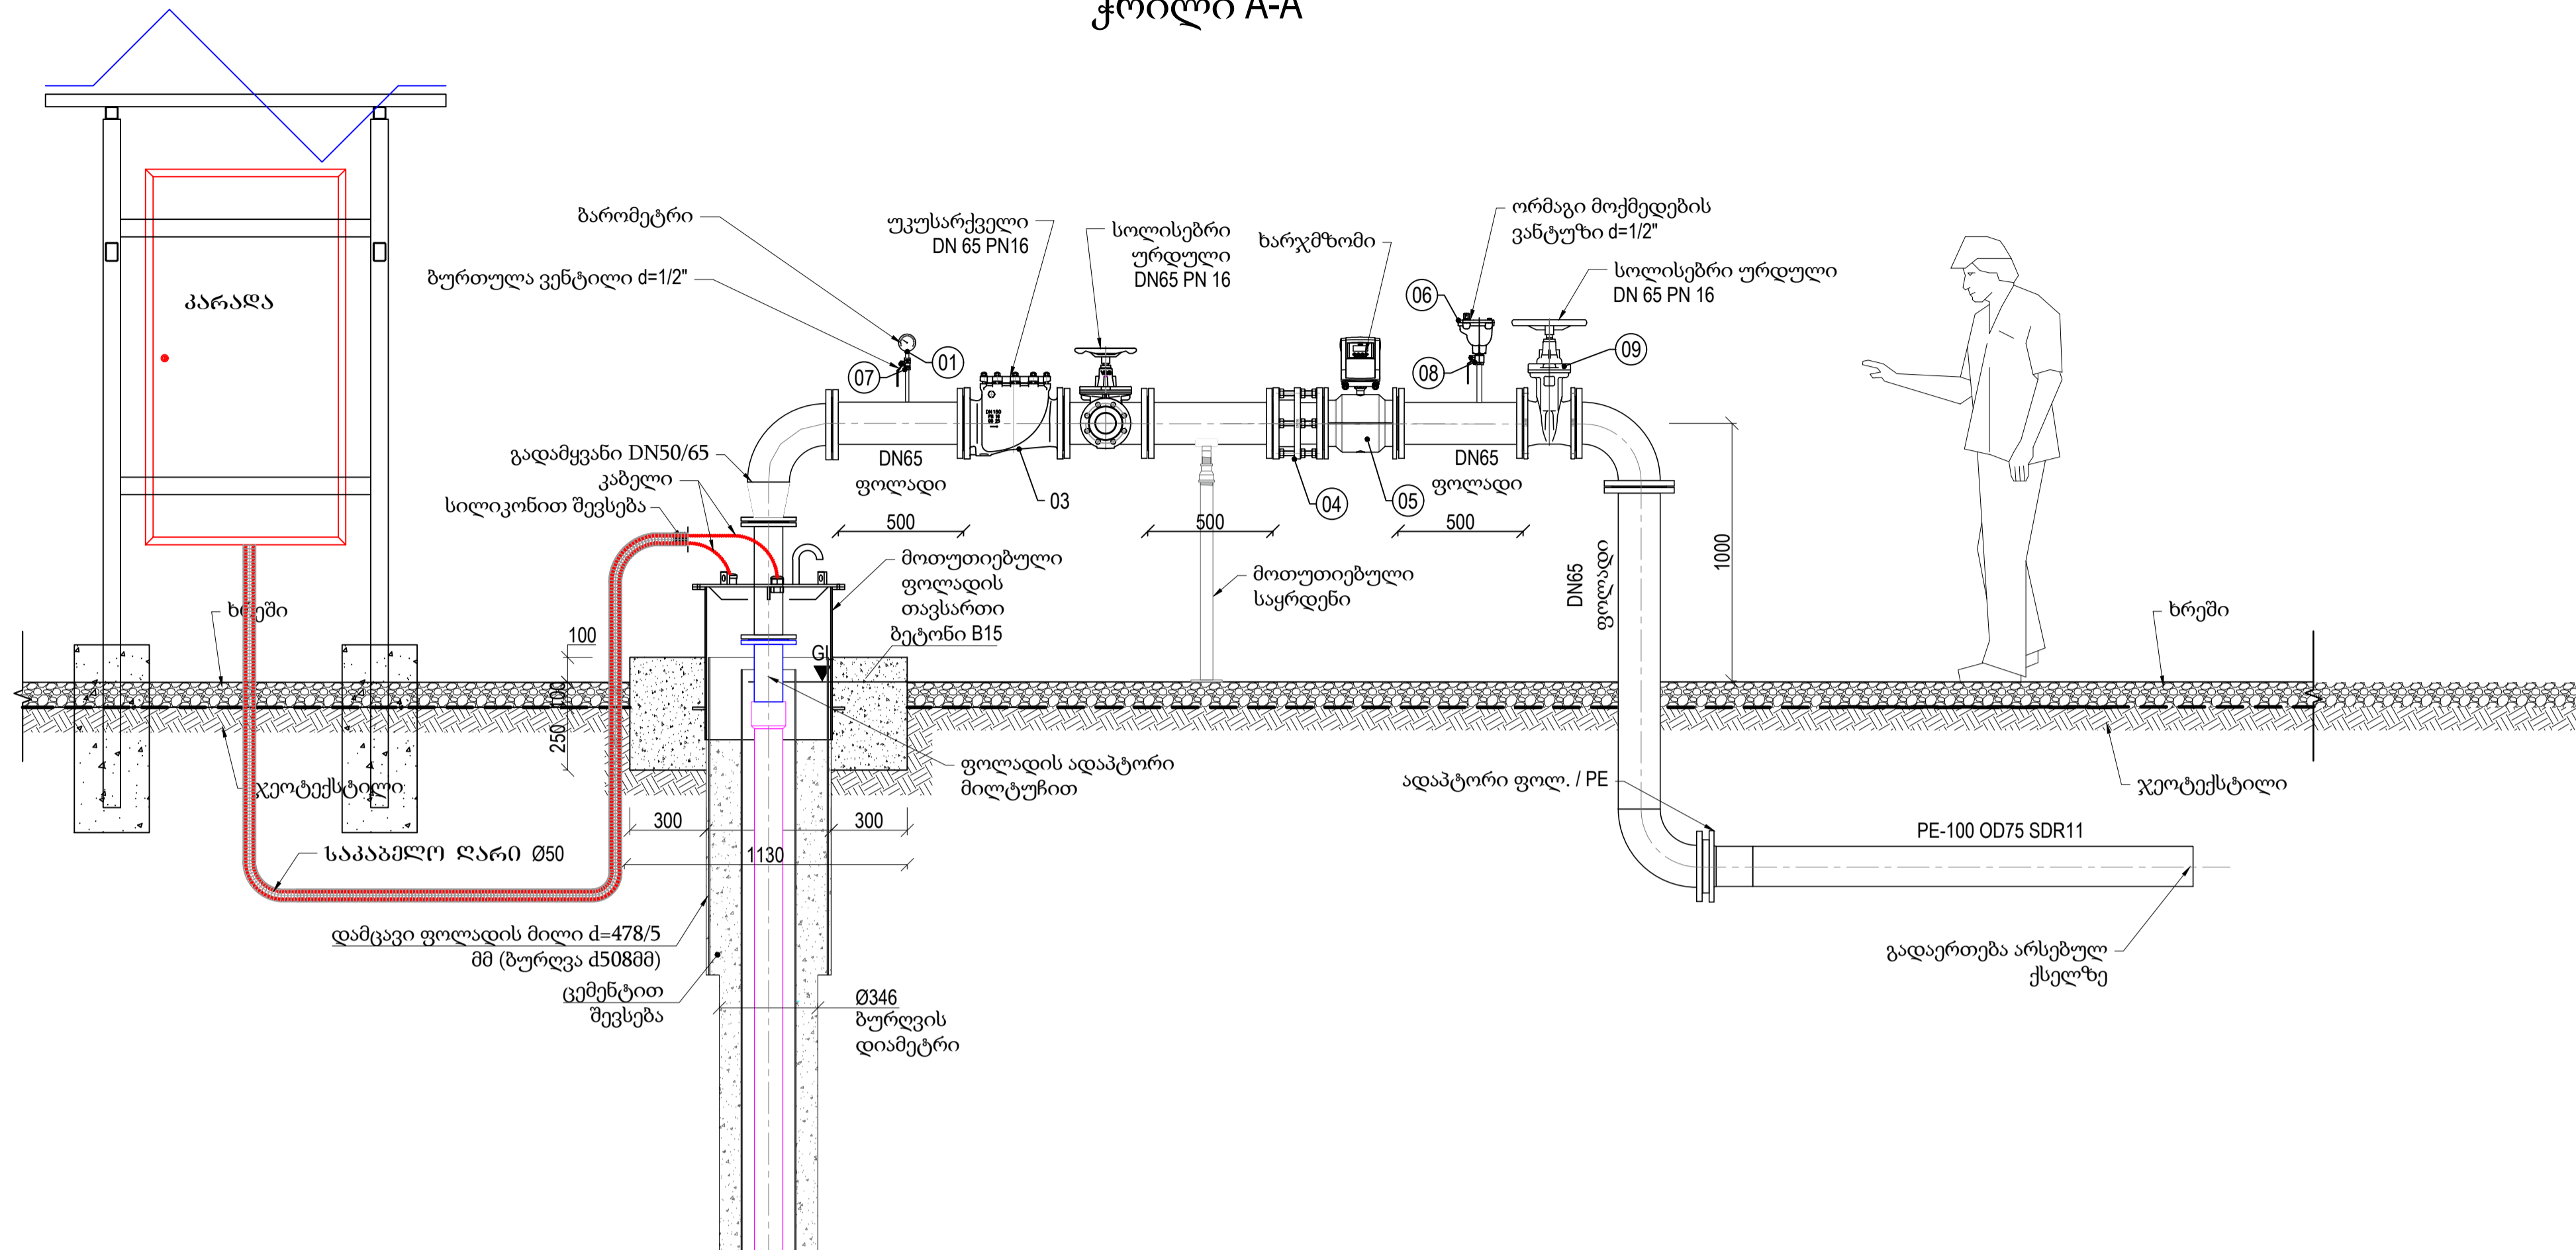 ჭრილი A-A
ბარომეტრი
ბურთულა ვენტილი d=1/2"
უკუსარქველი
DN 65 PN16
სოლისებრი
ურდული
DN65 PN 16
ხარჯმზომი
ორმაგი მოქმედების
ვანტუზი d=1/2"
სოლისებრი ურდული
DN 65 PN 16
კარადა
06
01
07
08
09
DN 150
PN 16
გადამყვანი DN50/65
კაბელი
სილიკონით შევსება
DN65
ფოლადი
03
04
05
DN65
ფოლადი
500
500
500
მოთუთიებული
ფოლადის
თავსართი
ბეტონი B15
მოთუთიებული
საყრდენი
DN65
ფოლადი
1000
ხრეში
ხრეში
100
100
250
GL
ფოლადის ადაპტორი
მილტუჩით
ადაპტორი ფოლ. / PE
ჯეოტექსტილი
ჯეოტექსტილი
300
300
1130
PE-100 OD75 SDR11
საკაბელო ღარი Ø50
დამცავი ფოლადის მილი d=478/5
მმ (ბურღვა d508მმ)
ცემენტით
შევსება
Ø346
ბურღვის
დიამეტრი
გადაერთება არსებულ
ქსელზე